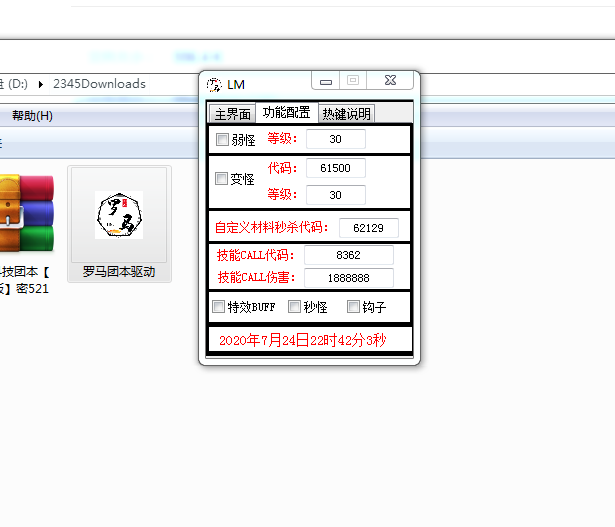 (D:) ▸ 2345Downloads
LM
帮助(H)
主界面 功能配置 热键说明
弱怪 等级： 30
代码： 61500
变怪
等级： 30
自定义材料秒杀代码： 62129
技能CALL代码： 8362
技能CALL伤害： 1888888
特效BUFF 秒怪 钩子
2020年7月24日22时42分3秒
罗马
罗马团本驱动
技团本【
】密521